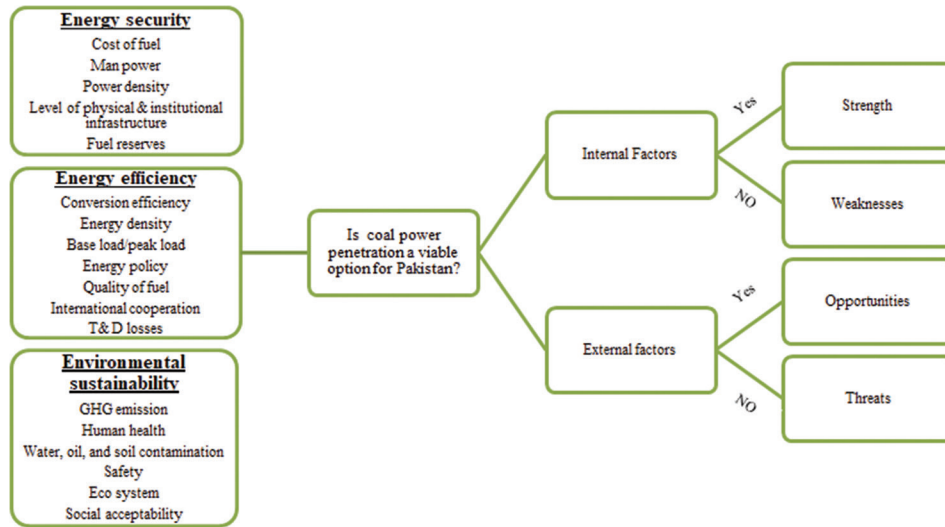 Energy security
Cost of fuel
Man power
Power density
Level of physical & institutional
infrastructure
Fuel reserves
Energy efficiency
Conversion efficiency
Energy density
Base load/peak load
Energy policy
Quality of fuel
International cooperation
T& D losses
Environmental
sustainability
GHG emission
Human health
Water, oil, and soil contamination
Safety
Eco system
Social acceptability
Is coal power
penetration a viable
option for Pakistan?
Internal Factors
External factors
Yes
NO
Yes
NO
Strength
Weaknesses
Opportunities
Threats